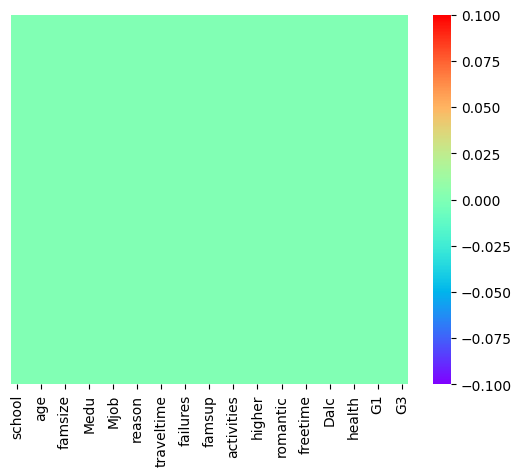 0.100
0.075
0.050
0.025
0.000
−0.025
−0.050
−0.075
−0.100
school
age
famsize
Medu
Mjob
reason
traveltime
failures
famsup
activities
higher
romantic
freetime
Dalc
health
G1
G3